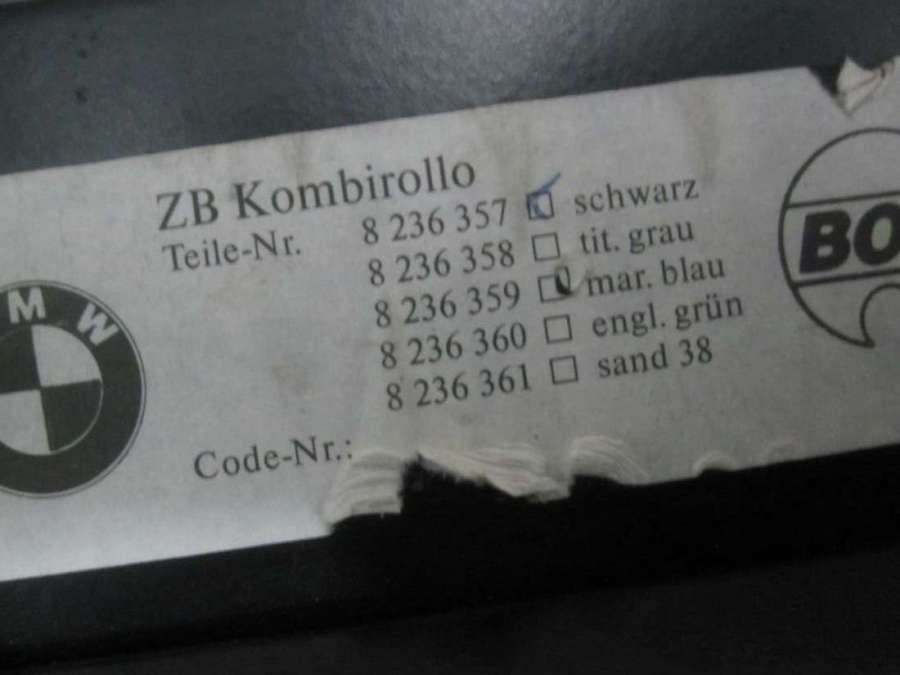 ZB Kombirollo
Teile-Nr. 8 236 357 schwarz
8 236 358 tit. grau
8 236 359 mar. blau
8 236 360 engl. grün
8 236 361 sand 38
Code-Nr.:
MW
BO